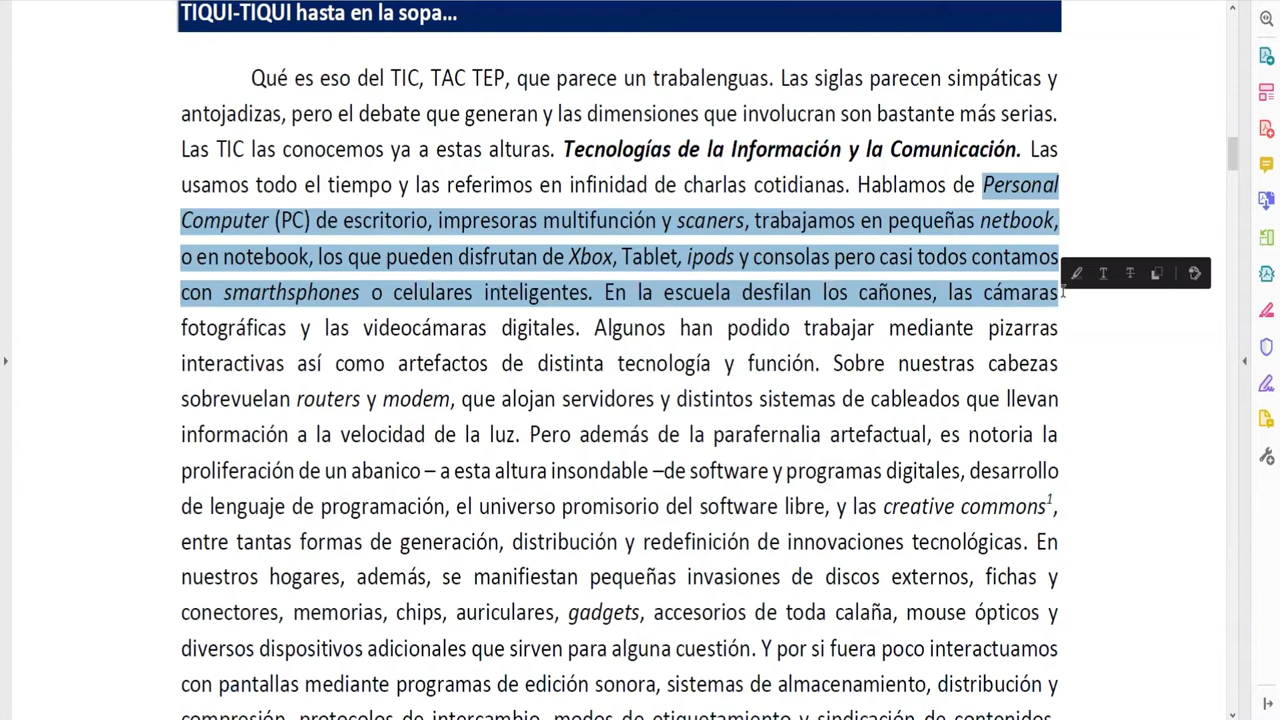 TIQUI-TIQUI hasta en la sopa...
Qué es eso del TIC, TAC TEP, que parece un trabalenguas. Las siglas parecen simpáticas y
antojadizas, pero el debate que generan y las dimensiones que involucran son bastante más serias.
Las TIC las conocemos ya a estas alturas. Tecnologías de la Información y la Comunicación. Las
usamos todo el tiempo y las referimos en infinidad de charlas cotidianas. Hablamos de Personal
Computer (PC) de escritorio, impresoras multifunción y scaners, trabajamos en pequeñas netbook,
o en notebook, los que pueden disfrutan de Xbox, Tablet, ipods y consolas pero casi todos contamos
con smarthsphones o celulares inteligentes. En la escuela desfilan los cañones, las cámaras
fotográficas y las videocámaras digitales. Algunos han podido trabajar mediante pizarras
interactivas así como artefactos de distinta tecnología y función. Sobre nuestras cabezas
sobrevuelan routers y modem, que alojan servidores y distintos sistemas de cableados que llevan
información a la velocidad de la luz. Pero además de la parafernalia artefactual, es notoria la
proliferación de un abanico – a esta altura insondable –de software y programas digitales, desarrollo
de lenguaje de programación, el universo promisorio del software libre, y las creative commons¹,
entre tantas formas de generación, distribución y redefinición de innovaciones tecnológicas. En
nuestros hogares, además, se manifiestan pequeñas invasiones de discos externos, fichas y
conectores, memorias, chips, auriculares, gadgets, accesorios de toda calaña, mouse ópticos y
diversos dispositivos adicionales que sirven para alguna cuestión. Y por si fuera poco interactuamos
con pantallas mediante programas de edición sonora, sistemas de almacenamiento, distribución y
compresión, protocolos de intercambio, modos de etiquetamiento y sindicación de contenidos,